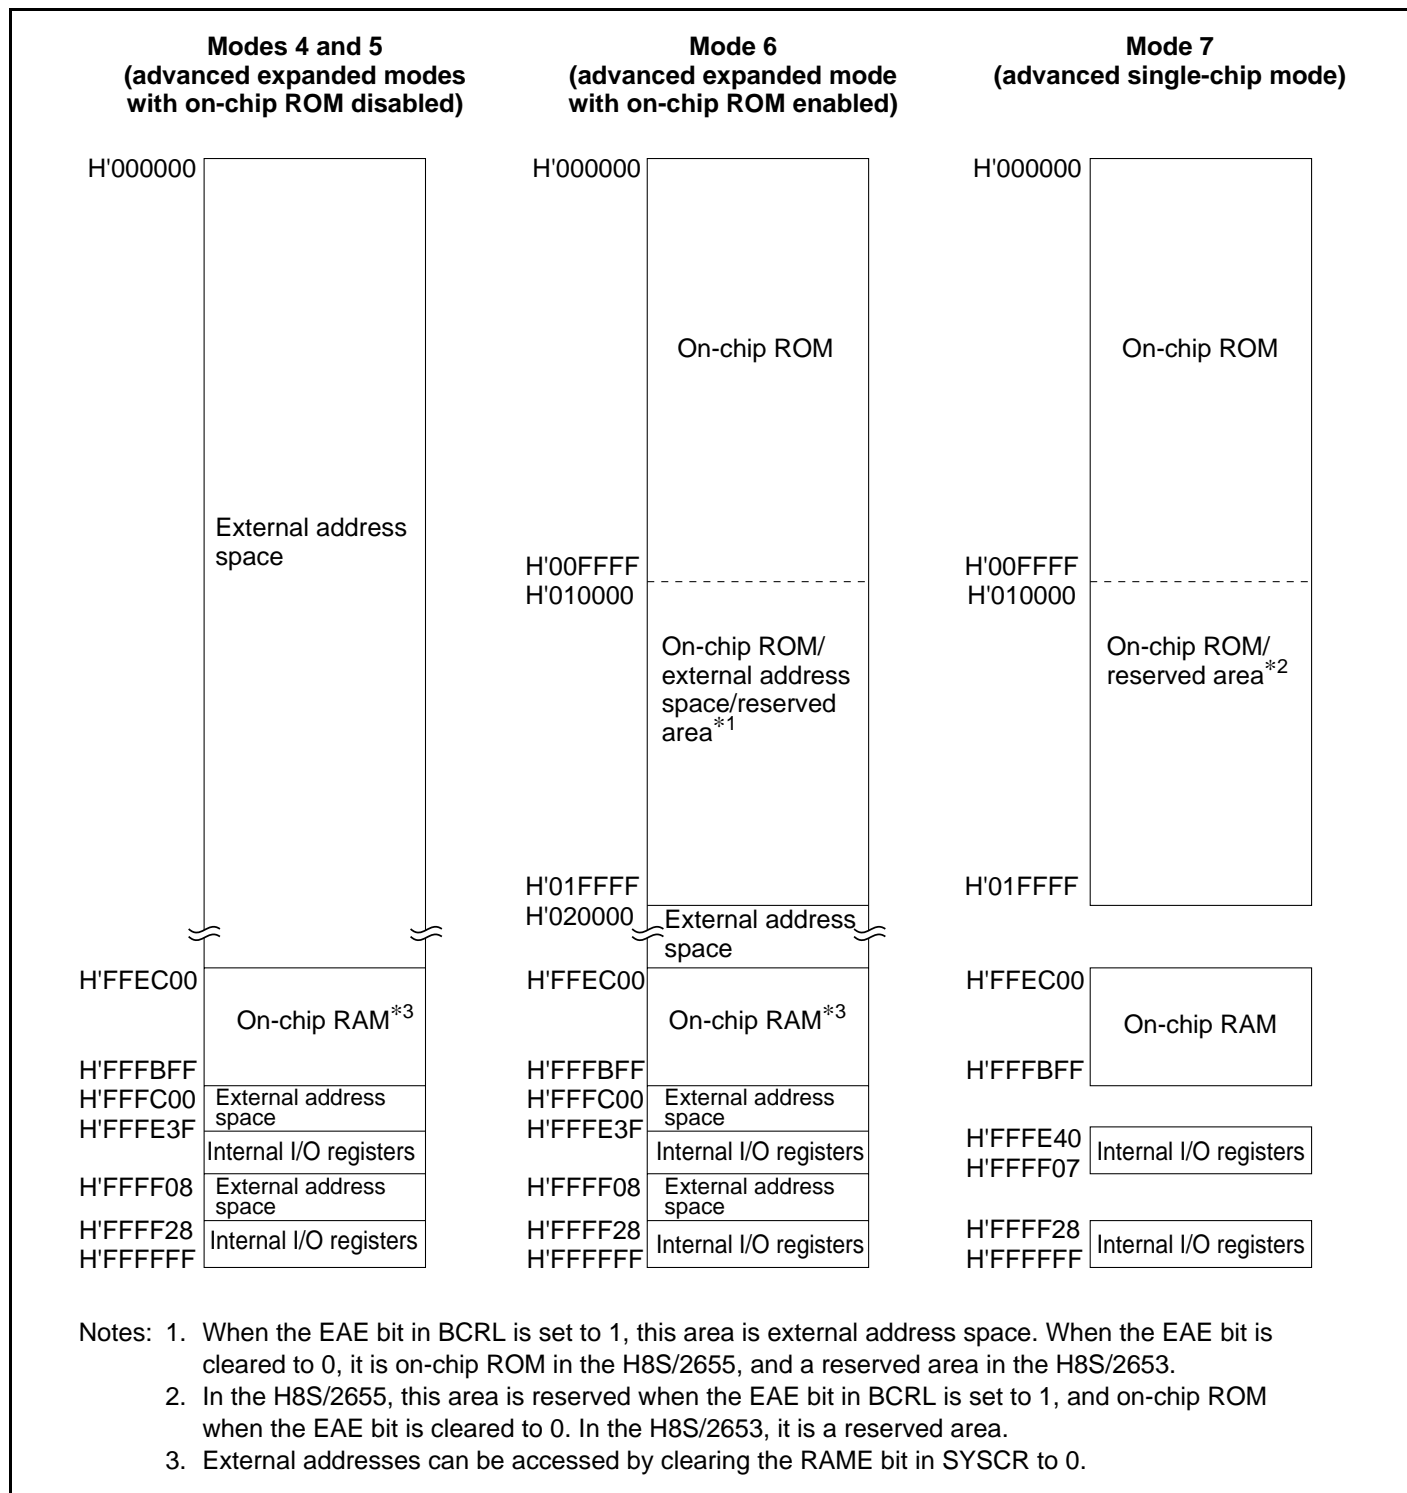 Modes 4 and 5
(advanced expanded modes
with on-chip ROM disabled)
H'000000
External address
space
H'FFEC00
On-chip RAM*3
H'FFFBFF
H'FFFC00
External address
space
H'FFFE3F
Internal I/O registers
H'FFFF08
External address
space
H'FFFF28
Internal I/O registers
H'FFFFFF
Mode 6
(advanced expanded mode
with on-chip ROM enabled)
H'000000
On-chip ROM
H'00FFFF
H'010000
On-chip ROM/
external address
space/reserved
area*1
H'01FFFF
H'020000
External address
space
H'FFEC00
On-chip RAM*3
H'FFFBFF
H'FFFC00
External address
space
H'FFFE3F
Internal I/O registers
H'FFFF08
External address
space
H'FFFF28
Internal I/O registers
H'FFFFFF
Mode 7
(advanced single-chip mode)
H'000000
On-chip ROM
H'00FFFF
H'010000
On-chip ROM/
reserved area*2
H'01FFFF
H'FFEC00
On-chip RAM
H'FFFBFF
H'FFFE40
Internal I/O registers
H'FFFF07
H'FFFF28
Internal I/O registers
H'FFFFFF
Notes: 1. When the EAE bit in BCRL is set to 1, this area is external address space. When the EAE bit is
cleared to 0, it is on-chip ROM in the H8S/2655, and a reserved area in the H8S/2653.
2. In the H8S/2655, this area is reserved when the EAE bit in BCRL is set to 1, and on-chip ROM
when the EAE bit is cleared to 0. In the H8S/2653, it is a reserved area.
3. External addresses can be accessed by clearing the RAME bit in SYSCR to 0.